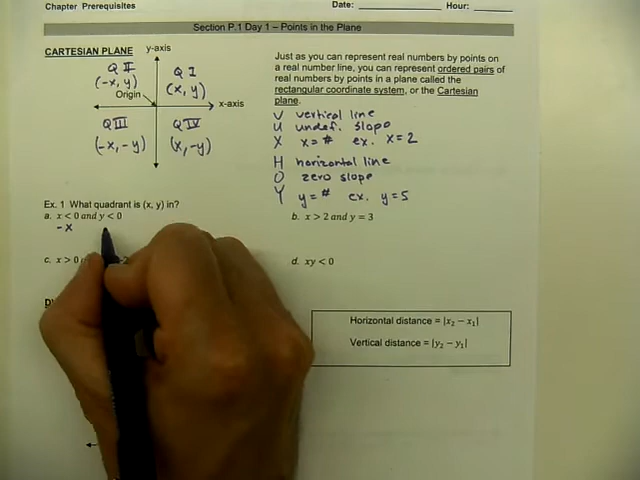 Chapter Prerequisites Date: Hour:
Section P.1 Day 1 – Points in the Plane
CARTESIAN PLANE
y-axis
Q II
(-x, y)
Q I
(x, y)
Origin
x-axis
Q III
(-x, -y)
Q IV
(x, -y)
Just as you can represent real numbers by points
on a real number line, you can represent ordered pairs of
real numbers by points in a plane called the
rectangular coordinate system, or the Cartesian
plane.
V vertical line
U undef. slope
X x = # ex. x = 2
H horizontal line
O zero slope
Y y = # ex. y = 5
Ex. 1 What quadrant is (x, y) in?
a. x < 0 and y < 0
-x
b. x > 2 and y = 3
c. x > 0
d. xy < 0
Horizontal distance = |x₂ − x₁|
Vertical distance = |y₂ − y₁|